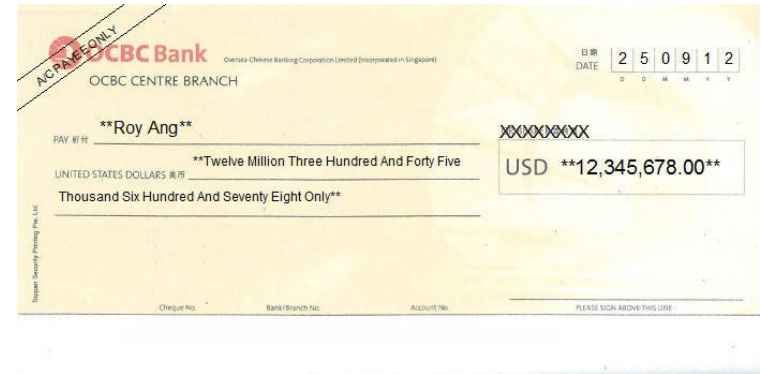 A/C PAYEE ONLY
OCBC Bank
Oversea-Chinese Banking Corporation Limited (Incorporated in Singapore)
OCBC CENTRE BRANCH
日期
DATE
2 5 0 9 1 2
D D M M Y Y
PAY 祈付 **Roy Ang**
XXXXXXXXX
UNITED STATES DOLLARS 美币 **Twelve Million Three Hundred And Forty Five
USD **12,345,678.00**
Thousand Six Hundred And Seventy Eight Only**
Toppan Security Printing Pte. Ltd.
Cheque No.
Bank/Branch No.
Account No.
PLEASE SIGN ABOVE THIS LINE